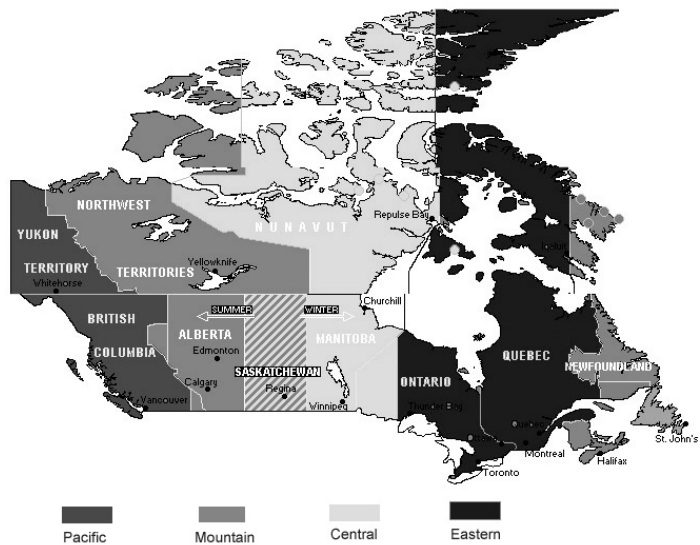 NORTHWEST
NUNAVUT
Repulse Bay
YUKON
Yellowknife
TERRITORY
TERRITORIES
Whitehorse
Churchill
BRITISH
SUMMER
WINTER
ALBERTA
MANITOBA
COLUMBIA
Edmonton
QUEBEC
SASKATCHEWAN
NEWFOUNDLAND
Calgary
Regina
ONTARIO
Vancouver
Winnipeg
Thunder Bay
Quebec
St. John's
Montreal
Halifax
Toronto
Pacific
Mountain
Central
Eastern